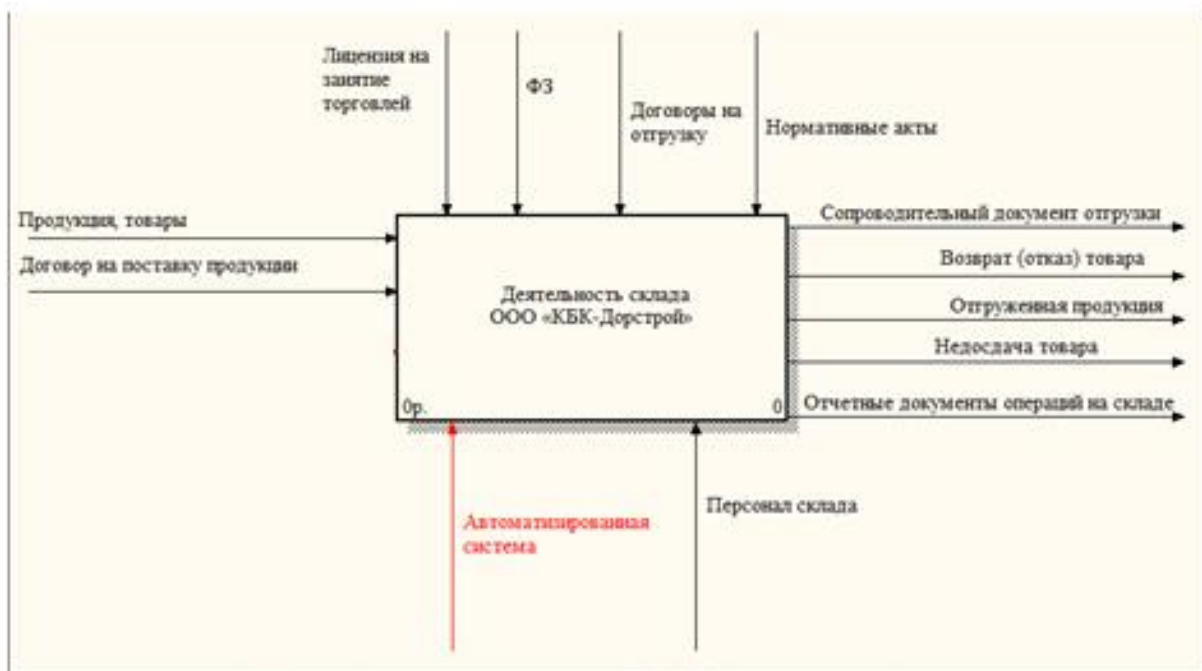 Лицензия на
занятие
торговлей
ФЗ
Договоры на
отгрузку
Нормативные акты
Продукция, товары
Договор на поставку продукции
Деятельность склада
ООО «КБК-Дорстрой»
0р.
0
Сопроводительный документ отгрузки
Возврат (отказ) товара
Отгруженная продукция
Недосдача товара
Отчетные документы операций на складе
Автоматизированная
система
Персонал склада